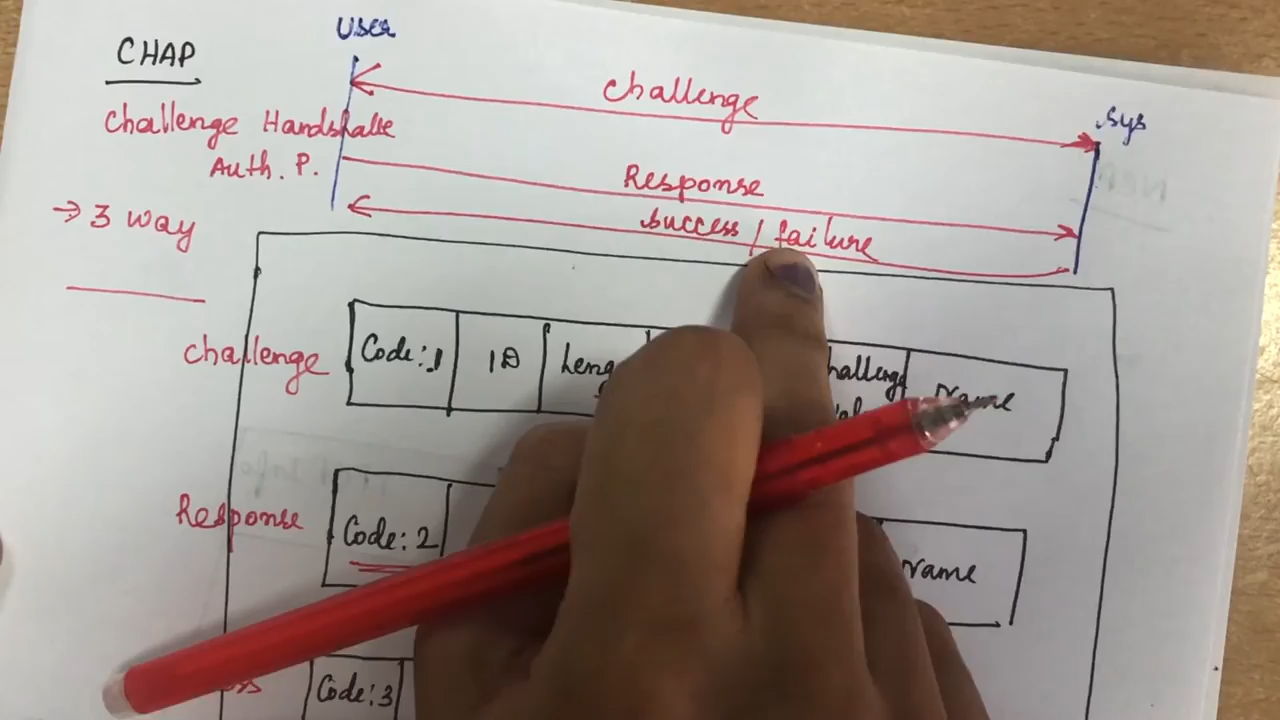 User
CHAP
Challenge
Sys
Challenge Handshake
Auth. P.
Response
→ 3 way
Success / failure
Challenge
Code: 1
ID
Name
Response
Code: 2
Name
Code: 3